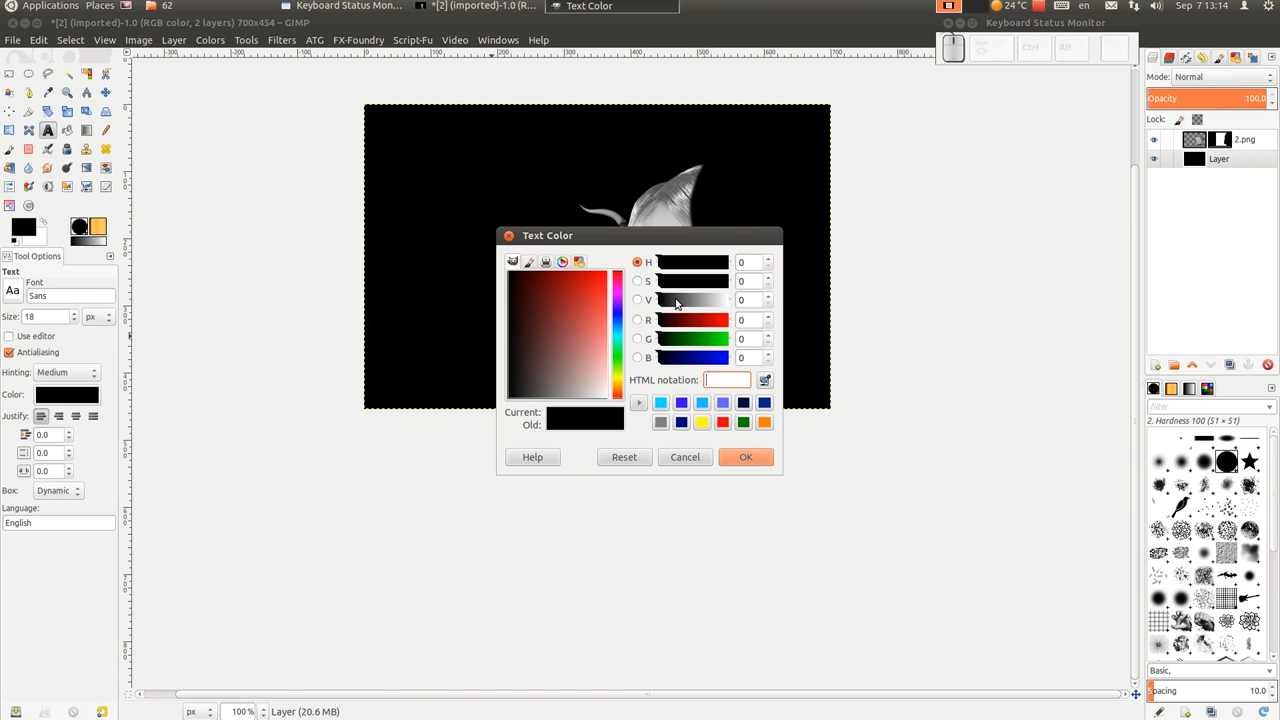 Applications Places 62 Keyboard Status Mon... *[2] (imported)-1.0 (R... Text Color 24 °C Sep 7 13:14
*[2] (imported)-1.0 (RGB color, 2 layers) 700x454 – GIMP
Keyboard Status Monitor
File Edit Select View Image Layer Colors Tools Filters ATG FX-Foundry Script-Fu Video Windows Help
Ctrl Alt
Mode: Normal
Opacity 100.0
Lock:
2.png
Layer
Tool Options
Text
Font
Aa Sans
Size: 18 px
Use editor
Antialiasing
Hinting: Medium
Color:
Justify:
0.0
0.0
0.0
Box: Dynamic
Language:
English
Text Color
H 0
S 0
V 0
R 0
G 0
B 0
HTML notation:
Current:
Old:
Help Reset Cancel OK
filter
2. Hardness 100 (51 × 51)
Basic,
Spacing 10.0
px 100 % Layer (20.6 MB)